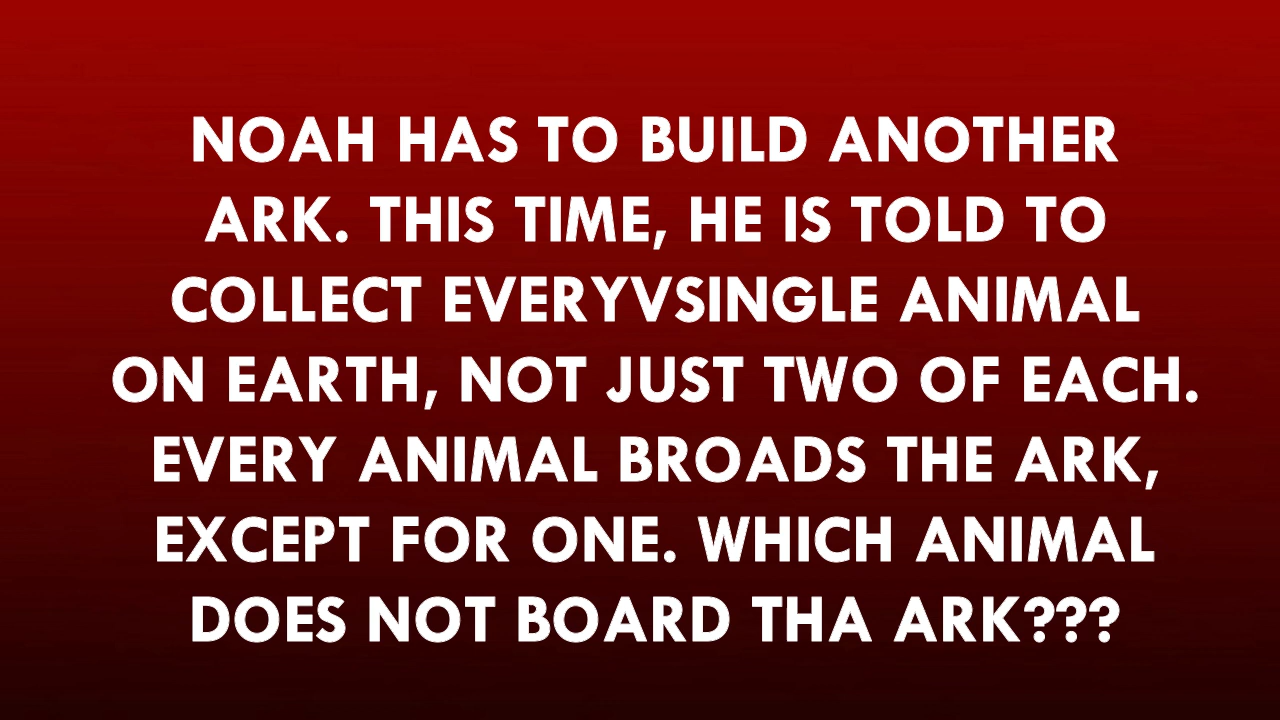 NOAH HAS TO BUILD ANOTHER
ARK. THIS TIME, HE IS TOLD TO
COLLECT EVERYVSINGLE ANIMAL
ON EARTH, NOT JUST TWO OF EACH.
EVERY ANIMAL BROADS THE ARK,
EXCEPT FOR ONE. WHICH ANIMAL
DOES NOT BOARD THA ARK???